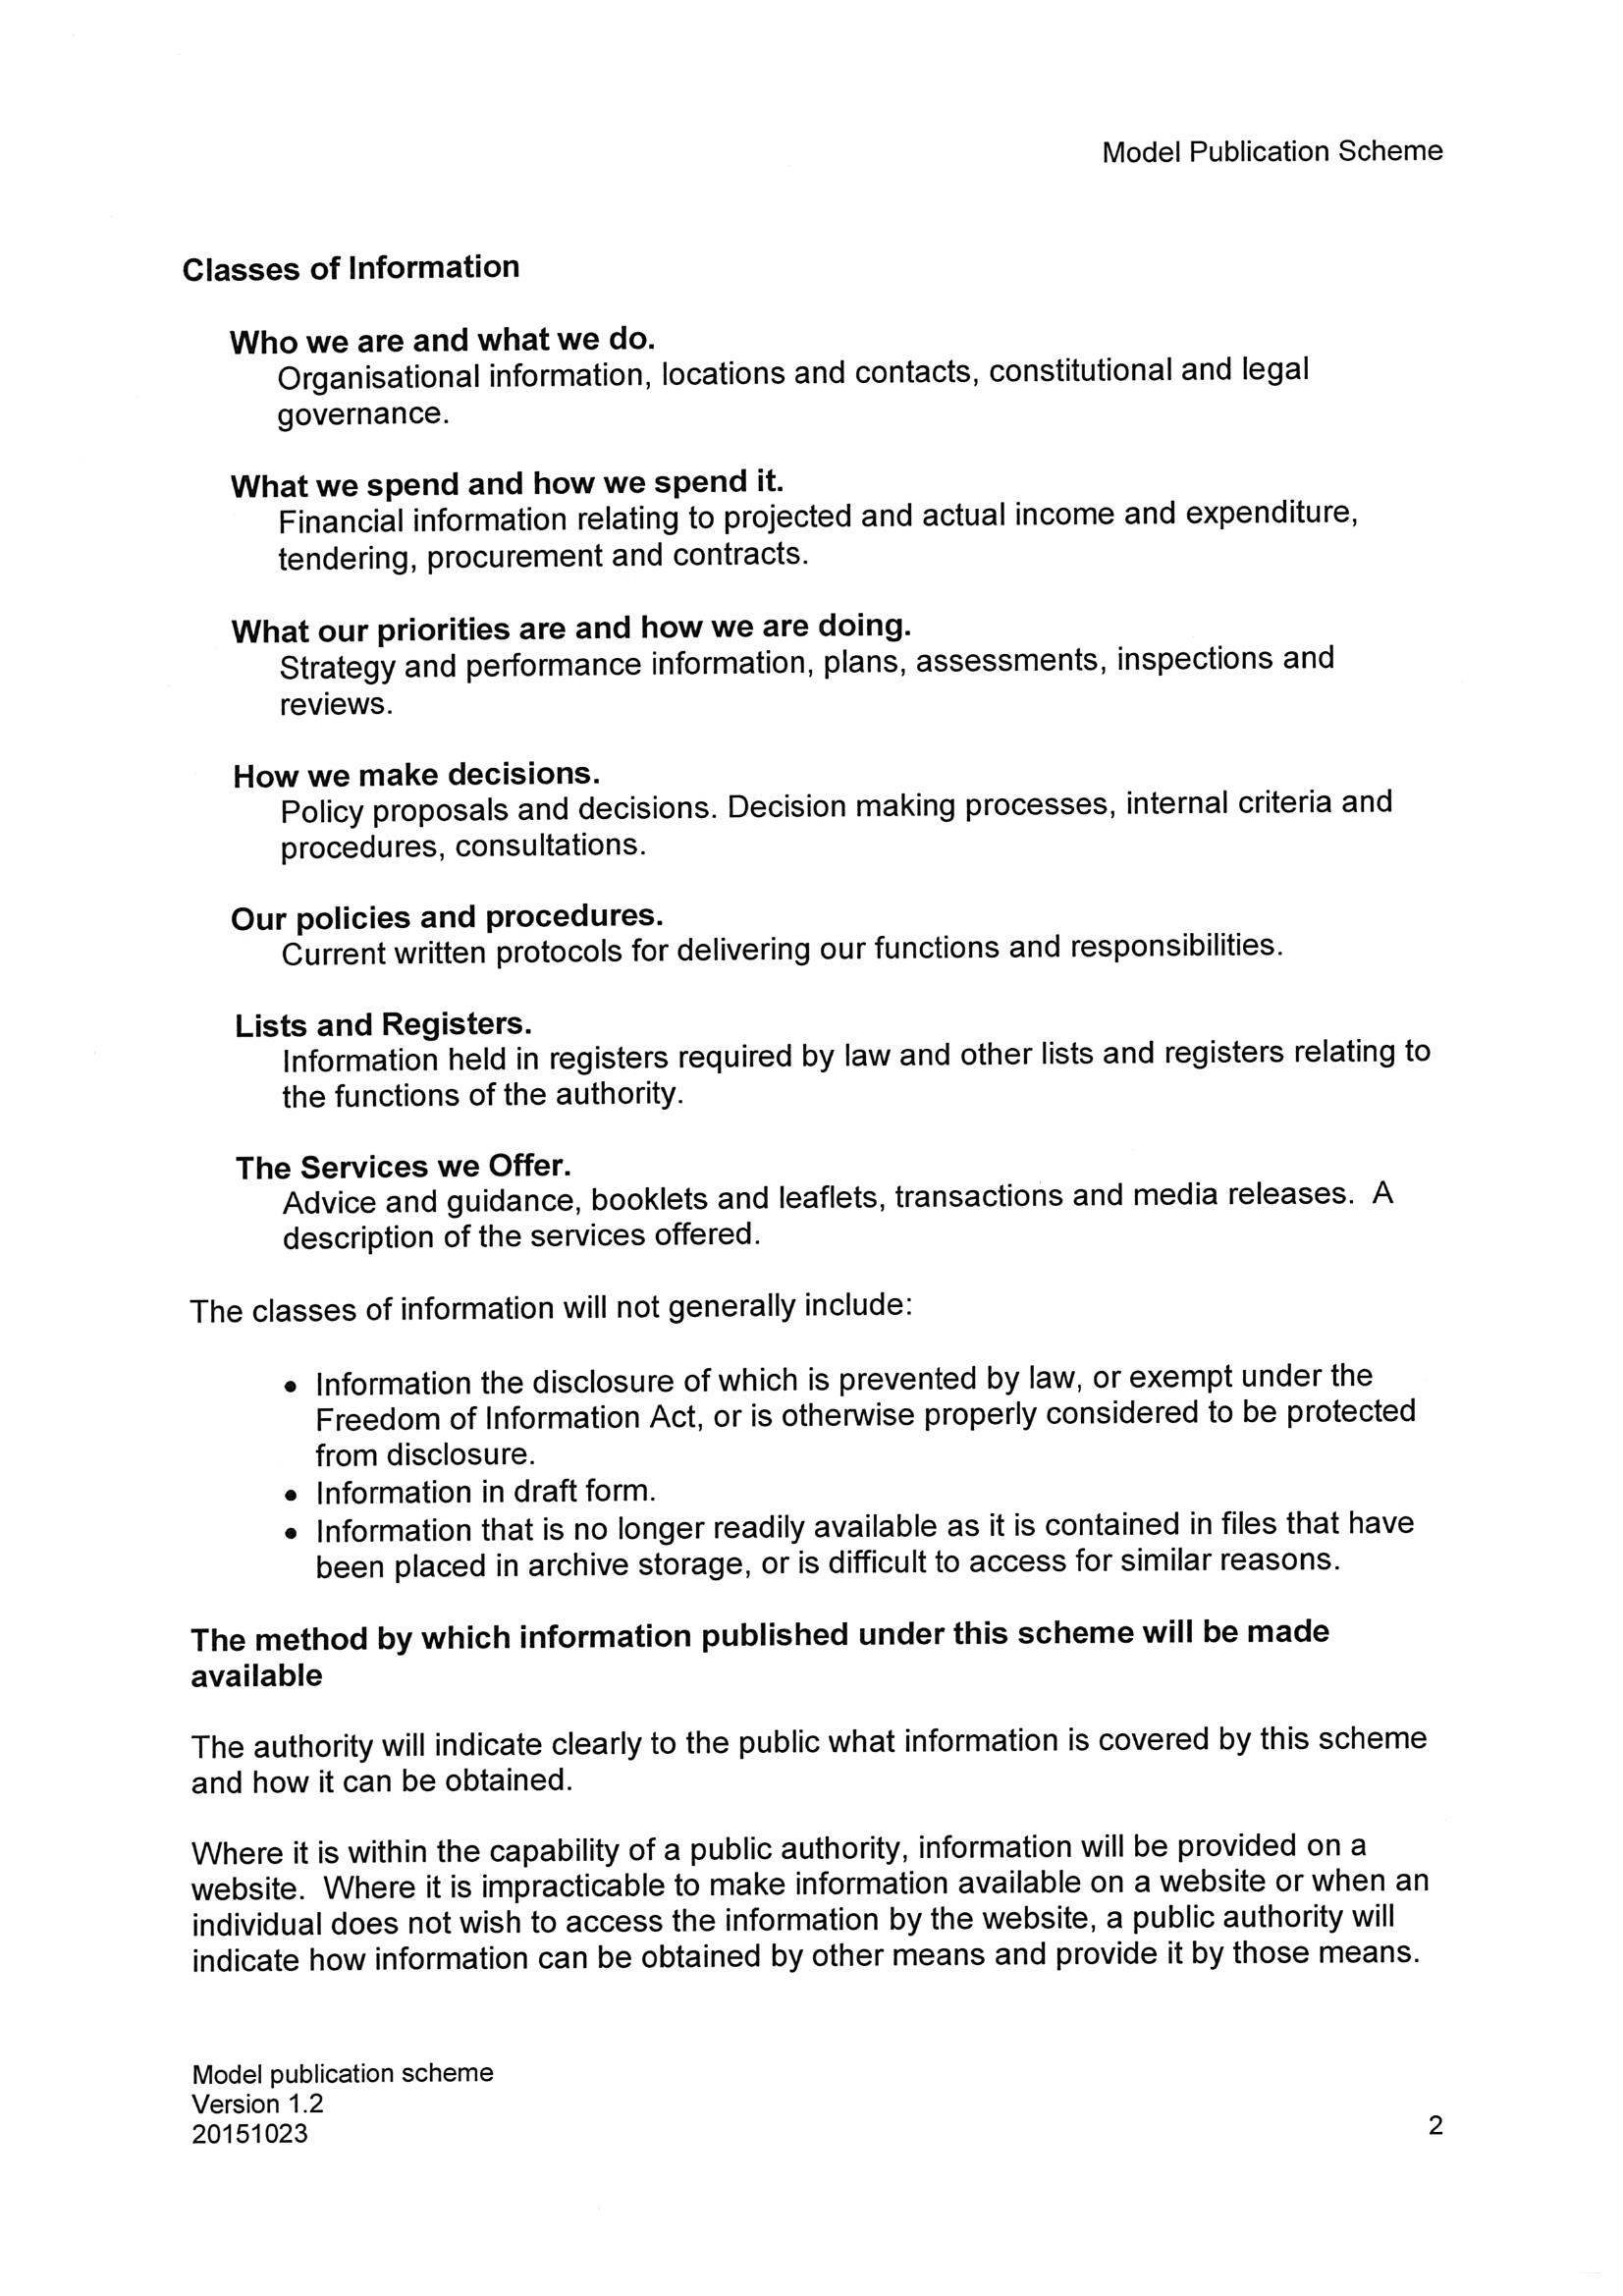 Model Publication Scheme
Classes of Information
Who we are and what we do.
Organisational information, locations and contacts, constitutional and legal
governance.
What we spend and how we spend it.
Financial information relating to projected and actual income and expenditure,
tendering, procurement and contracts.
What our priorities are and how we are doing.
Strategy and performance information, plans, assessments, inspections and
reviews.
How we make decisions.
Policy proposals and decisions. Decision making processes, internal criteria and
procedures, consultations.
Our policies and procedures.
Current written protocols for delivering our functions and responsibilities.
Lists and Registers.
Information held in registers required by law and other lists and registers relating to
the functions of the authority.
The Services we Offer.
Advice and guidance, booklets and leaflets, transactions and media releases.  A
description of the services offered.
The classes of information will not generally include:
• Information the disclosure of which is prevented by law, or exempt under the
Freedom of Information Act, or is otherwise properly considered to be protected
from disclosure.
• Information in draft form.
• Information that is no longer readily available as it is contained in files that have
been placed in archive storage, or is difficult to access for similar reasons.
The method by which information published under this scheme will be made
available
The authority will indicate clearly to the public what information is covered by this scheme
and how it can be obtained.
Where it is within the capability of a public authority, information will be provided on a
website.  Where it is impracticable to make information available on a website or when an
individual does not wish to access the information by the website, a public authority will
indicate how information can be obtained by other means and provide it by those means.
Model publication scheme
Version 1.2
20151023
2